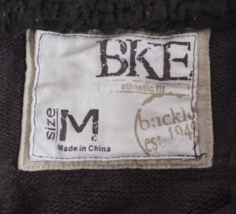 BKE
athletic fit
size M
Made in China
buckle
est. 1948